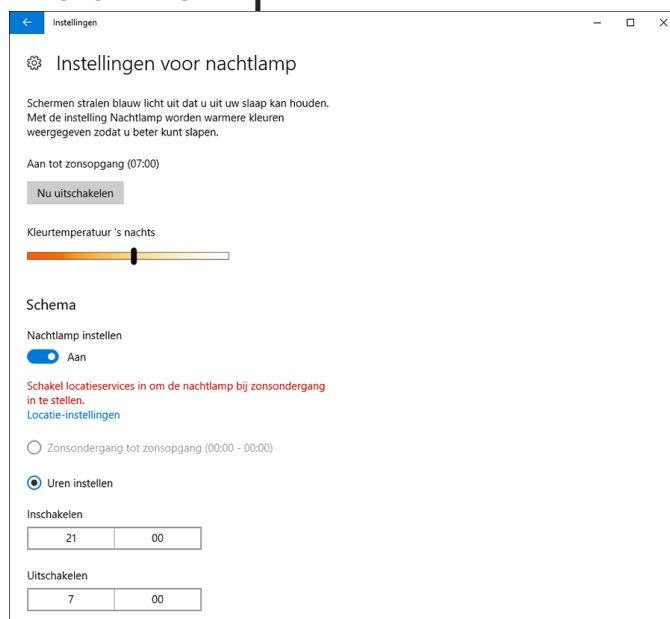 Instellingen
Instellingen voor nachtlamp
Schermen stralen blauw licht uit dat u uit uw slaap kan houden.
Met de instelling Nachtlamp worden warmere kleuren
weergegeven zodat u beter kunt slapen.
Aan tot zonsopgang (07:00)
Nu uitschakelen
Kleurtemperatuur 's nachts
Schema
Nachtlamp instellen
Aan
Schakel locatieservices in om de nachtlamp bij zonsondergang
in te stellen.
Locatie-instellingen
Zonsondergang tot zonsopgang (00:00 - 00:00)
Uren instellen
Inschakelen
21 00
Uitschakelen
7 00